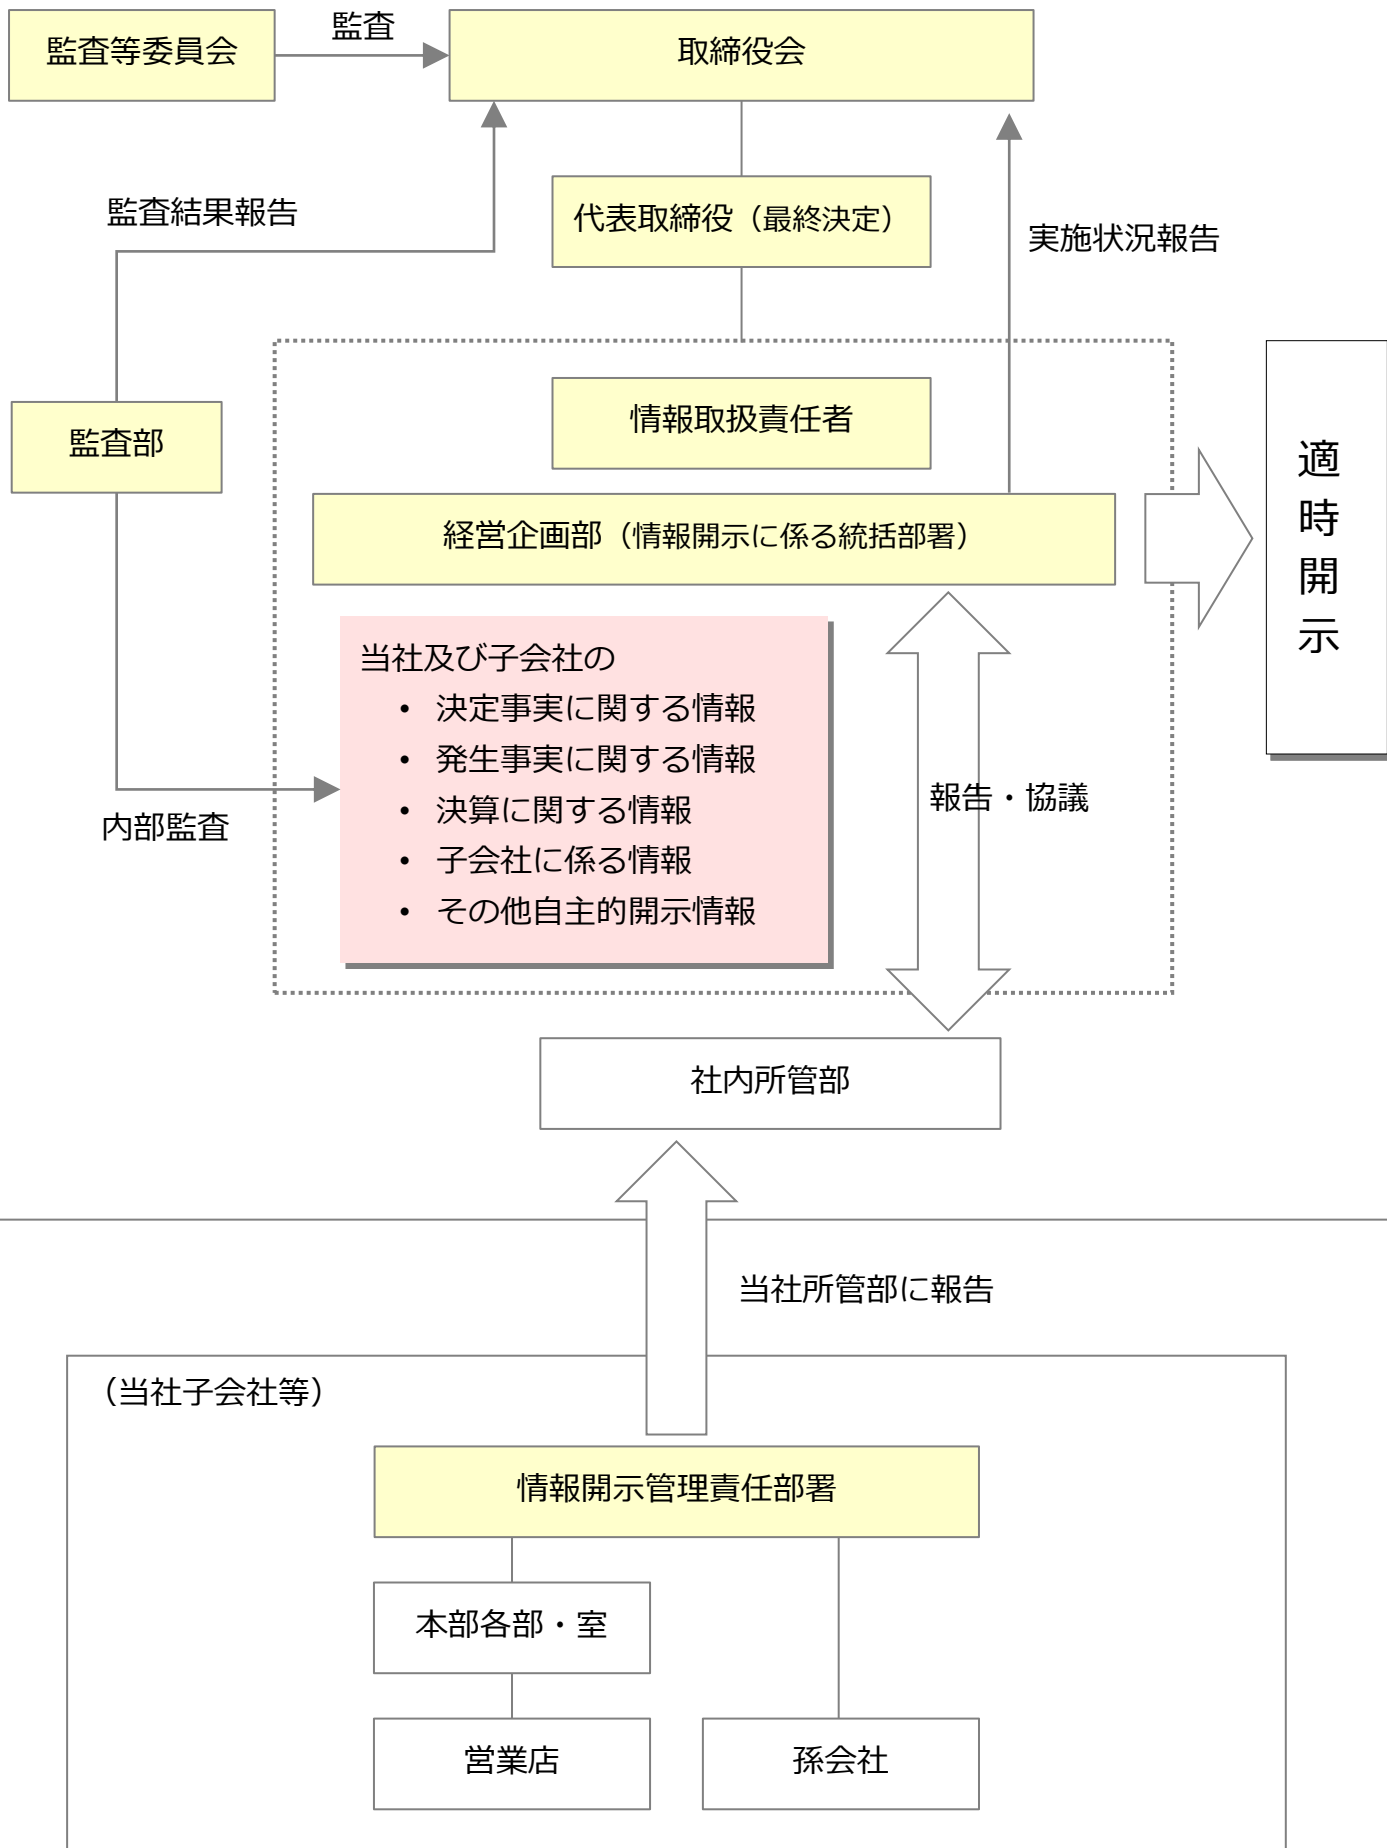 監査等委員会
監査
取締役会
監査結果報告
代表取締役（最終決定）
実施状況報告
監査部
情報取扱責任者
経営企画部（情報開示に係る統括部署）
適時開示
当社及び子会社の
• 決定事実に関する情報
• 発生事実に関する情報
• 決算に関する情報
• 子会社に係る情報
• その他自主的開示情報
報告・協議
内部監査
社内所管部
当社所管部に報告
（当社子会社等）
情報開示管理責任部署
本部各部・室
営業店
孫会社